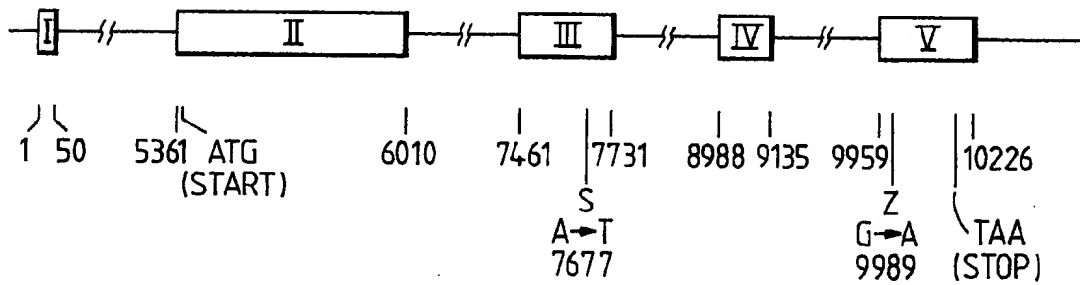 I II III IV V
1 50 5361 ATG 6010 7461 7731 8988 9135 9959 10226
(START)
S
A→T
7677
Z
G→A
9989
TAA
(STOP)